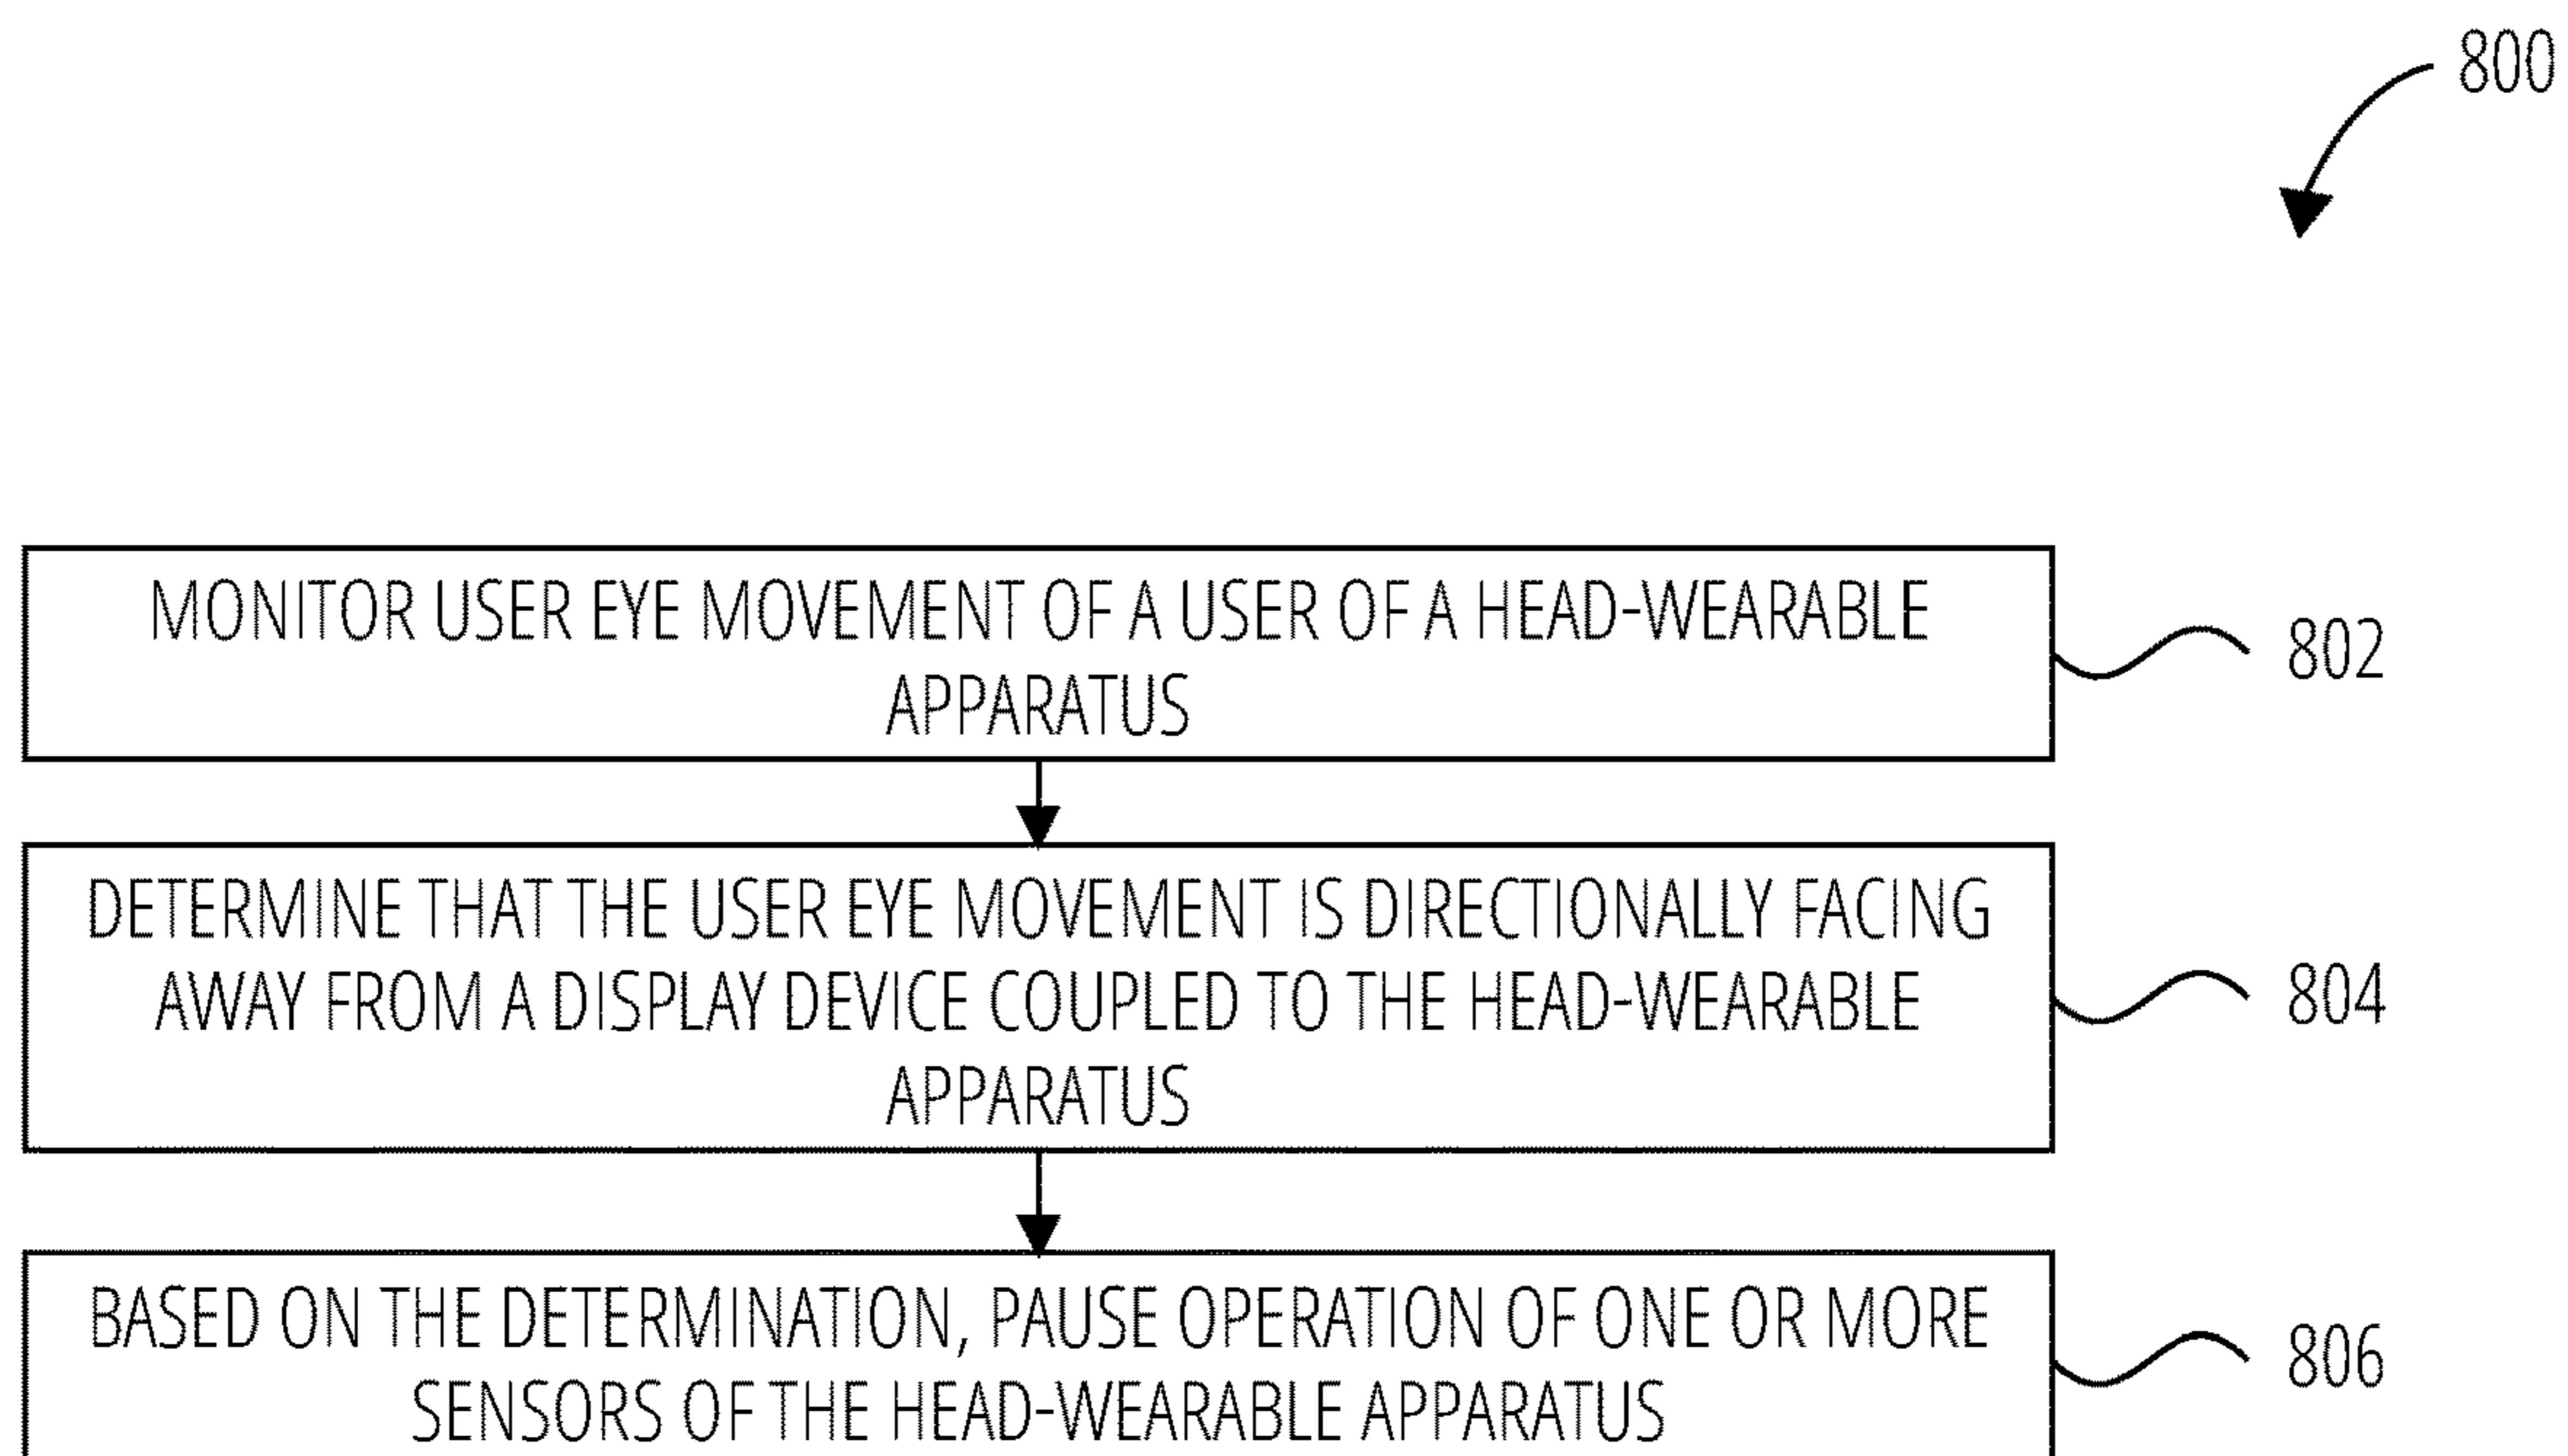 800
MONITOR USER EYE MOVEMENT OF A USER OF A HEAD-WEARABLE
APPARATUS
802
DETERMINE THAT THE USER EYE MOVEMENT IS DIRECTIONALLY FACING
AWAY FROM A DISPLAY DEVICE COUPLED TO THE HEAD-WEARABLE
APPARATUS
804
BASED ON THE DETERMINATION, PAUSE OPERATION OF ONE OR MORE
SENSORS OF THE HEAD-WEARABLE APPARATUS
806